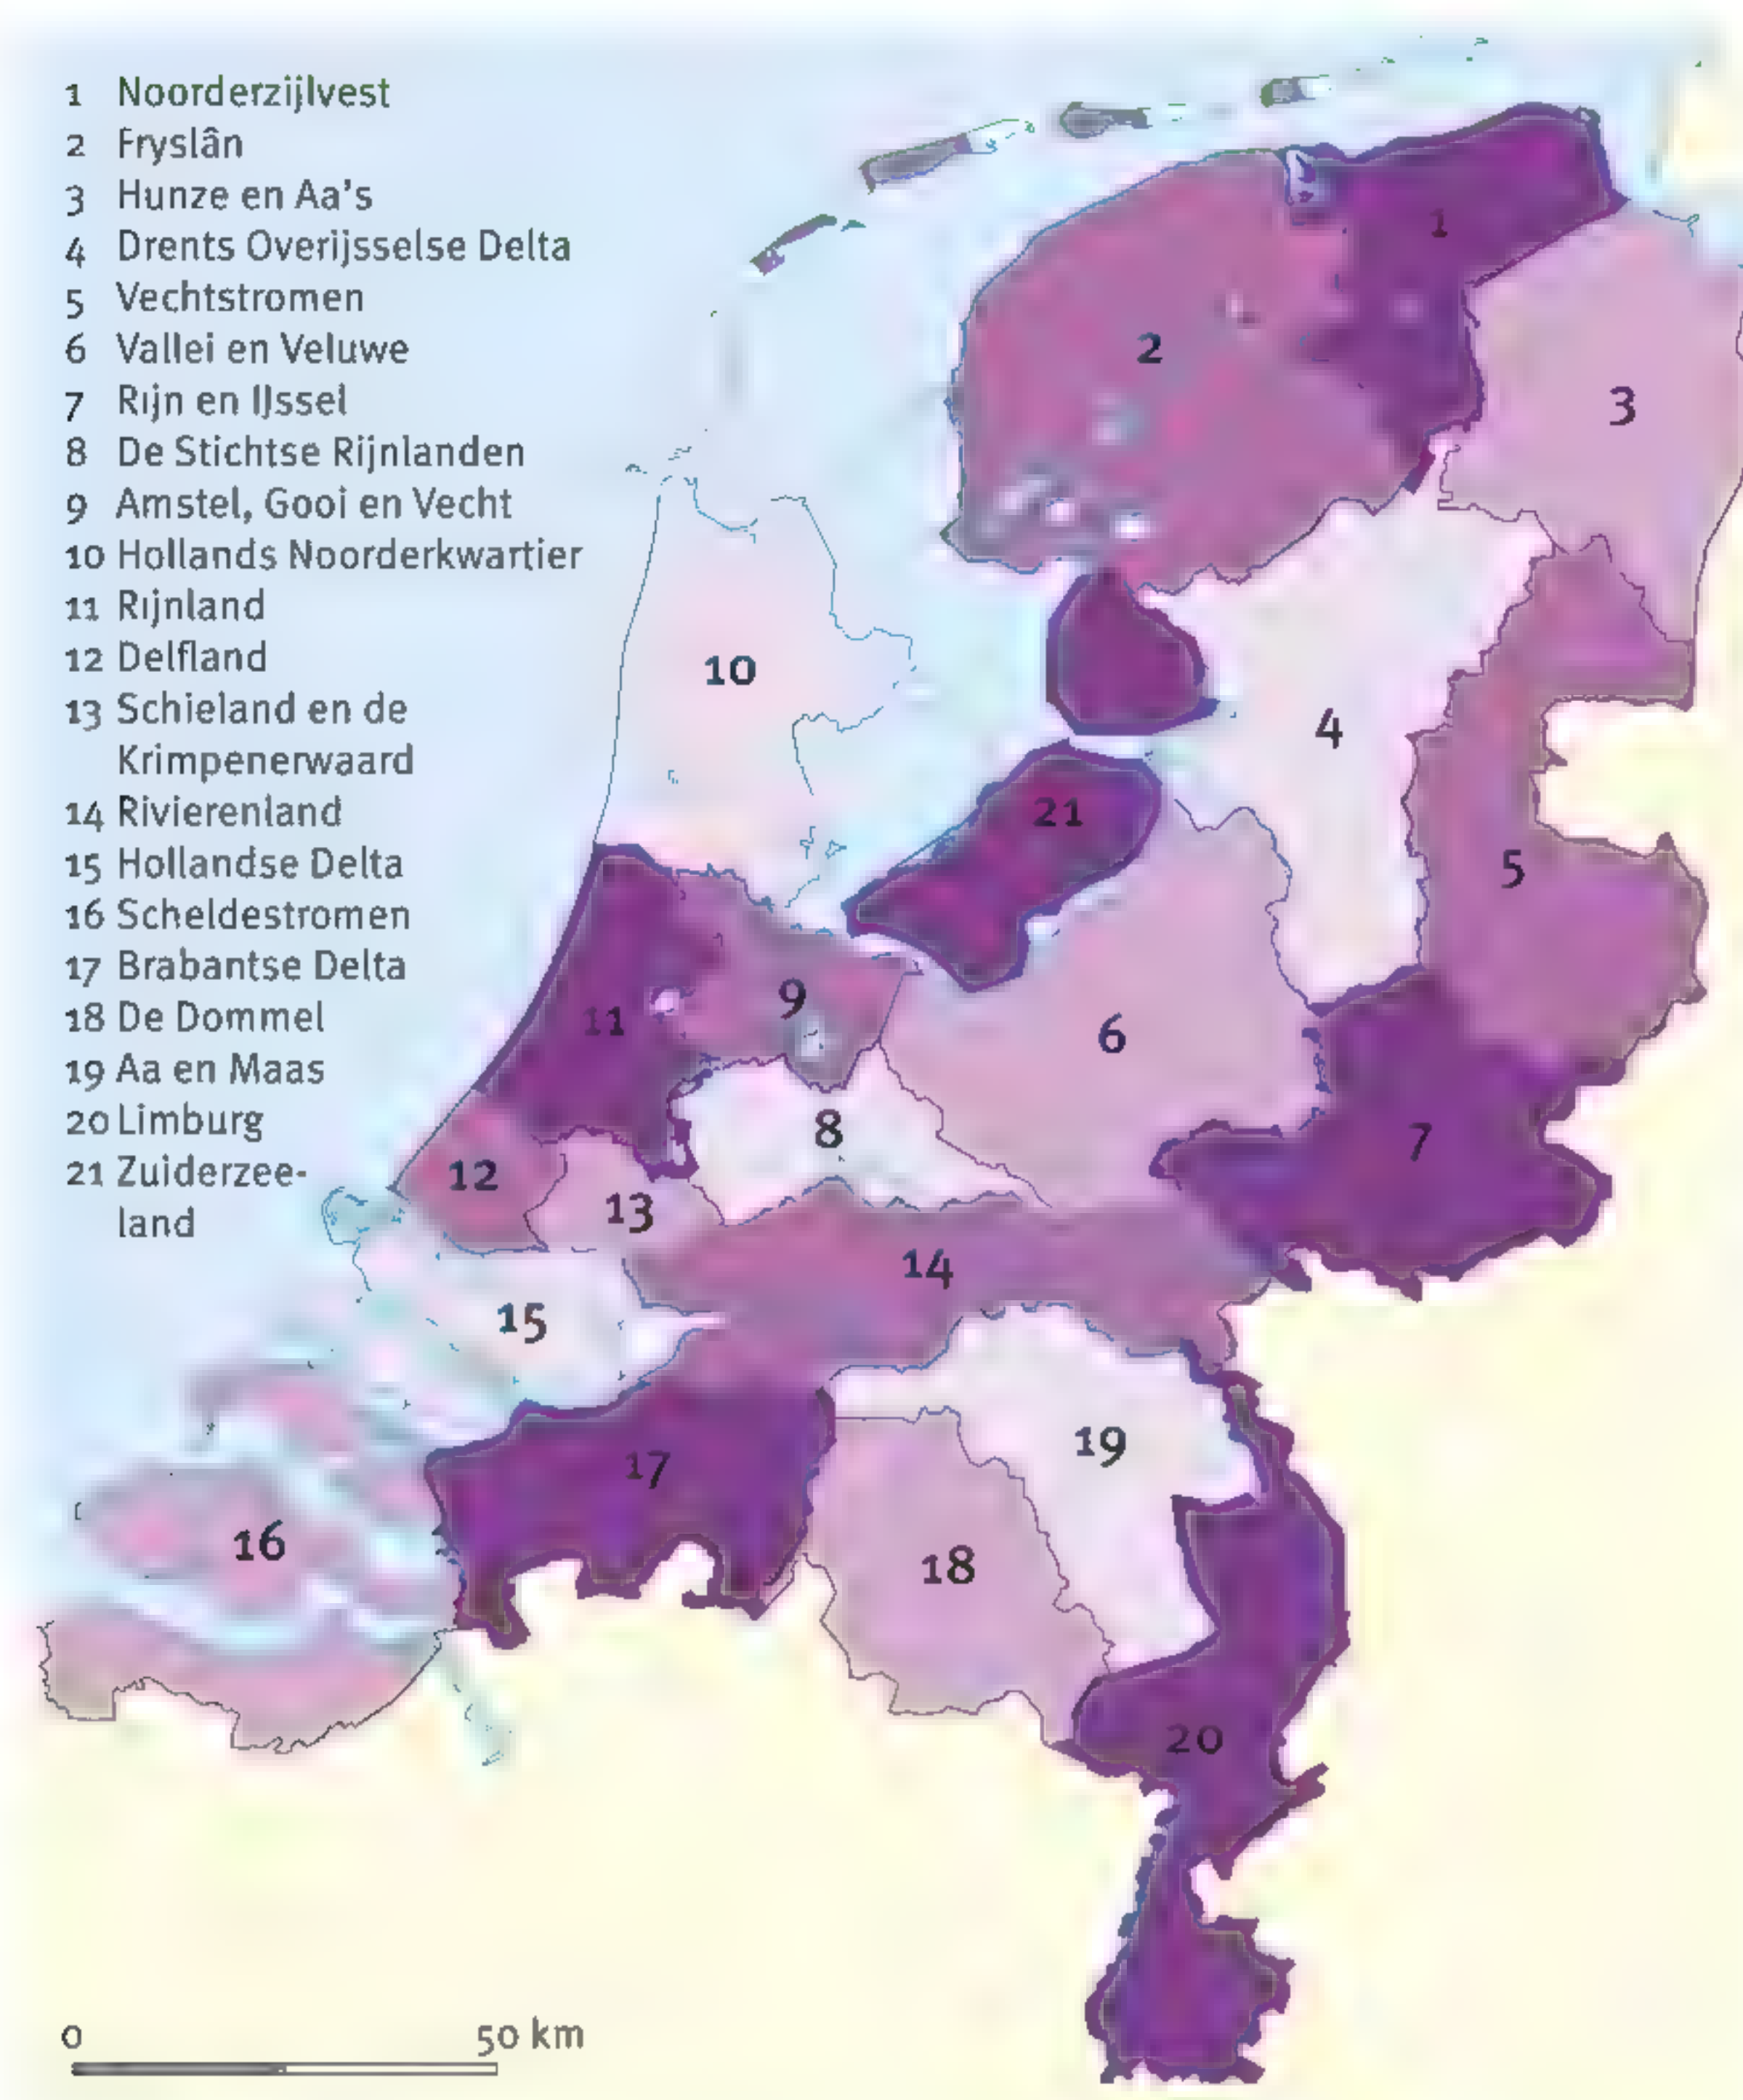 1 Noorderzijlvest
2 Fryslân
3 Hunze en Aa's
4 Drents Overijsselse Delta
5 Vechtstromen
6 Vallei en Veluwe
7 Rijn en IJssel
8 De Stichtse Rijnlanden
9 Amstel, Gooi en Vecht
10 Hollands Noorderkwartier
11 Rijnland
12 Delfland
13 Schieland en de
Krimpenerwaard
14 Rivierenland
15 Hollandse Delta
16 Scheldestromen
17 Brabantse Delta
18 De Dommel
19 Aa en Maas
20 Limburg
21 Zuiderzee-
land
1
2
3
10
4
21
5
9
11
6
8
7
12
13
14
15
19
17
16
18
20
0 50 km